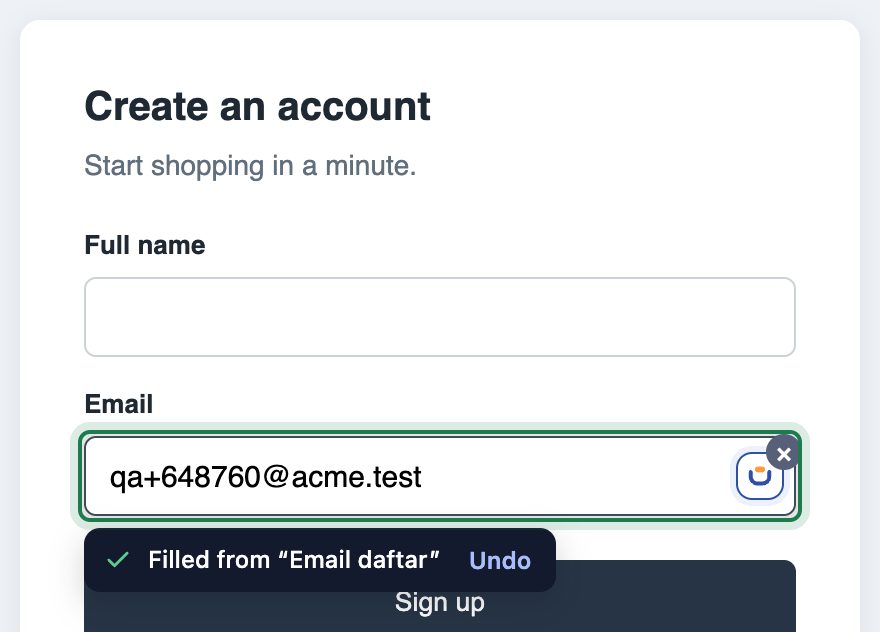 Create an account
Start shopping in a minute.
Full name
Email
qa+648760@acme.test
Filled from “Email daftar” Undo
Sign up